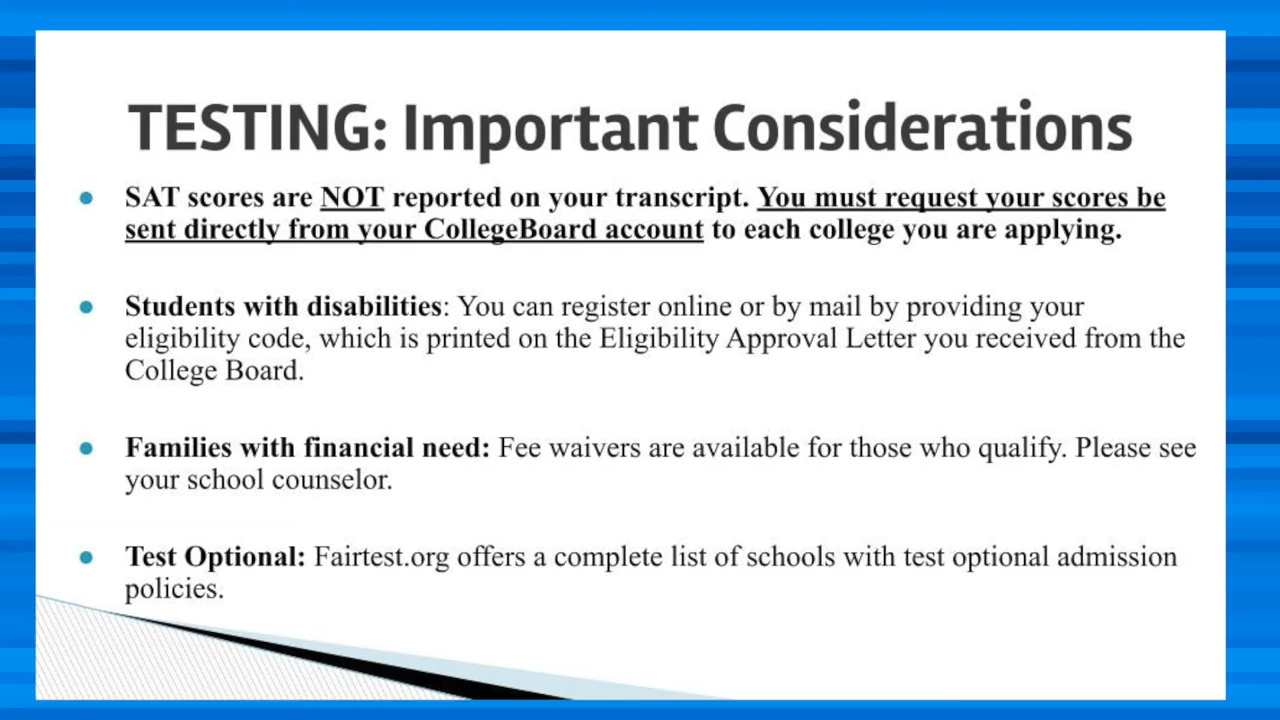 TESTING: Important Considerations
● SAT scores are NOT reported on your transcript. You must request your scores be
sent directly from your CollegeBoard account to each college you are applying.
● Students with disabilities: You can register online or by mail by providing your
eligibility code, which is printed on the Eligibility Approval Letter you received from the
College Board.
● Families with financial need: Fee waivers are available for those who qualify. Please see
your school counselor.
● Test Optional: Fairtest.org offers a complete list of schools with test optional admission
policies.